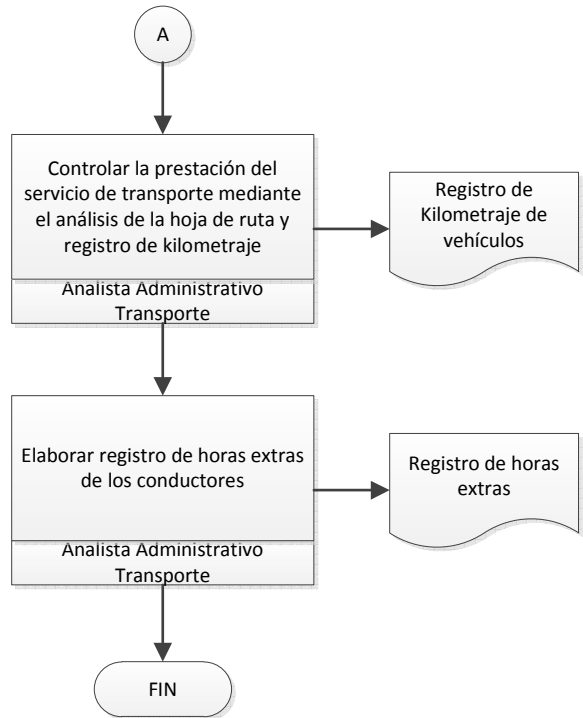 A
Controlar la prestación del
servicio de transporte mediante
el análisis de la hoja de ruta y
registro de kilometraje
Analista Administrativo
Transporte
Registro de
Kilometraje de
vehículos
Elaborar registro de horas extras
de los conductores
Analista Administrativo
Transporte
Registro de horas
extras
FIN